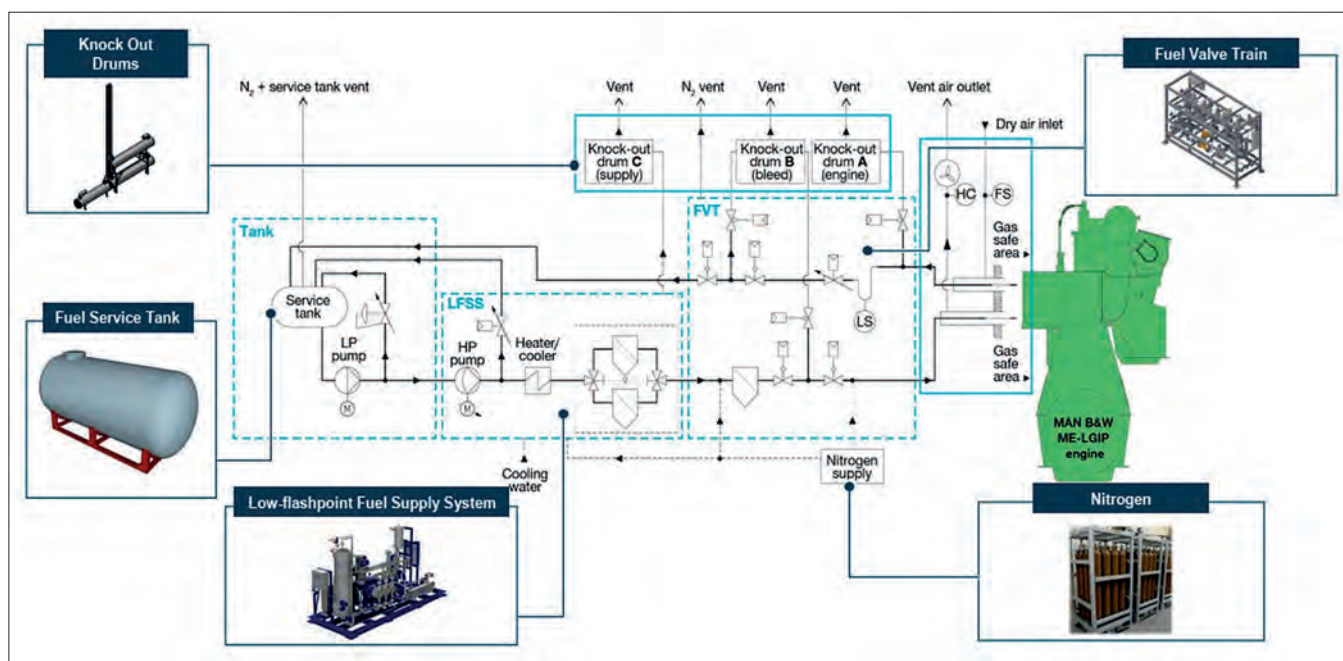 Knock Out
Drums
Fuel Valve Train
N₂ + service tank vent
Vent
N₂ vent
Vent
Vent
Vent air outlet
Dry air inlet
Knock-out
drum C
(supply)
Knock-out
drum B
(bleed)
Knock-out
drum A
(engine)
HC
FS
Tank
FVT
Gas
safe
area
Service
tank
LFSS
LS
Fuel Service Tank
LP
pump
HP
pump
Heater/
cooler
M
M
Gas
safe
area
MAN B&W
ME-LGIP
engine
Cooling
water
Nitrogen
supply
Low-flashpoint Fuel Supply System
Nitrogen